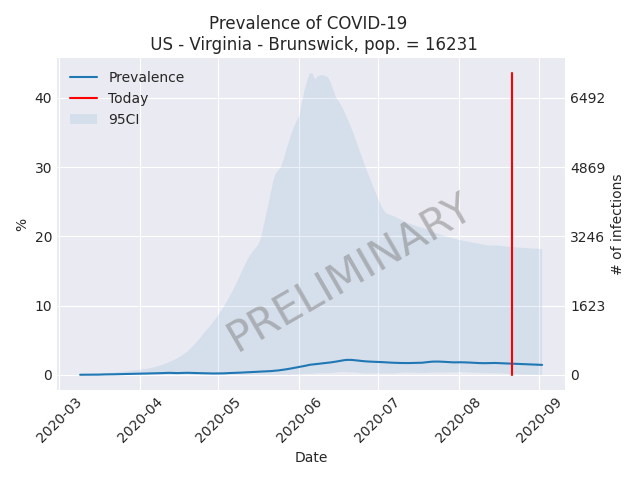 Prevalence of COVID-19
US - Virginia - Brunswick, pop. = 16231
Prevalence
Today
95CI
PRELIMINARY
%
40
30
20
10
0
6492
4869
3246
1623
0
# of infections
2020-03
2020-04
2020-05
2020-06
2020-07
2020-08
2020-09
Date